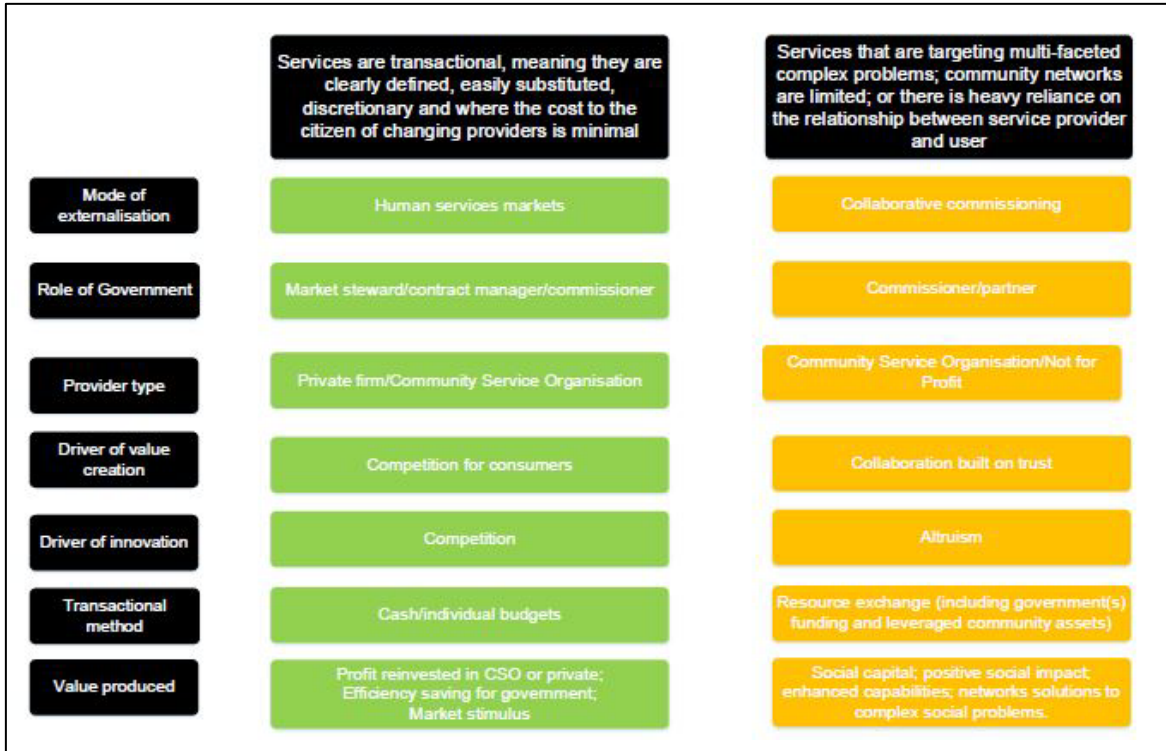 Services are transactional, meaning they are
clearly defined, easily substituted,
discretionary and where the cost to the
citizen of changing providers is minimal
Services that are targeting multi-faceted
complex problems; community networks
are limited; or there is heavy reliance on
the relationship between service provider
and user
Mode of
externalisation
Human services markets
Collaborative commissioning
Role of Government
Market steward/contract manager/commissioner
Commissioner/partner
Provider type
Private firm/Community Service Organisation
Community Service Organisation/Not for
Profit
Driver of value
creation
Competition for consumers
Collaboration built on trust
Driver of innovation
Competition
Altruism
Transactional
method
Cash/individual budgets
Resource exchange (including government(s)
funding and leveraged community assets)
Value produced
Profit reinvested in CSO or private;
Efficiency saving for government;
Market stimulus
Social capital; positive social impact;
enhanced capabilities; networks solutions to
complex social problems.